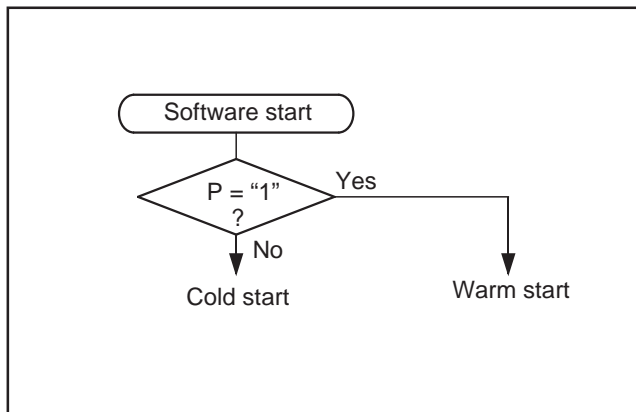 Software start
P = “1”
?
Yes
No
Cold start
Warm start